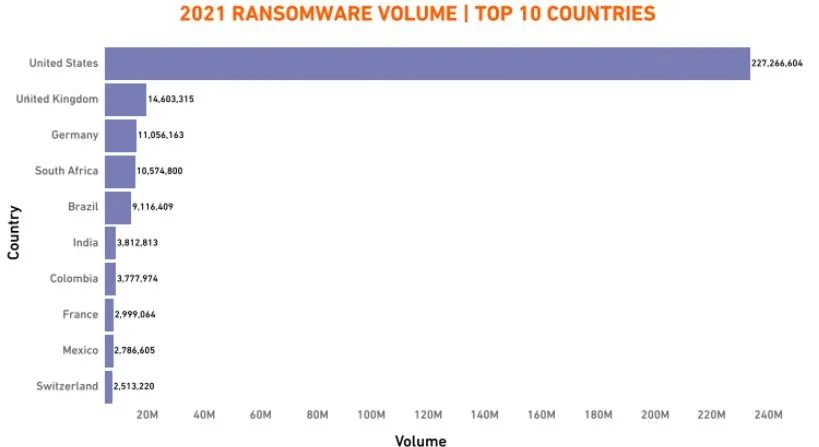 2021 RANSOMWARE VOLUME | TOP 10 COUNTRIES
United States 227,266,604
United Kingdom 14,603,315
Germany 11,056,163
South Africa 10,574,800
Brazil 9,116,409
India 3,812,813
Colombia 3,777,974
France 2,999,064
Mexico 2,786,605
Switzerland 2,513,220
Country
20M 40M 60M 80M 100M 120M 140M 160M 180M 200M 220M 240M
Volume